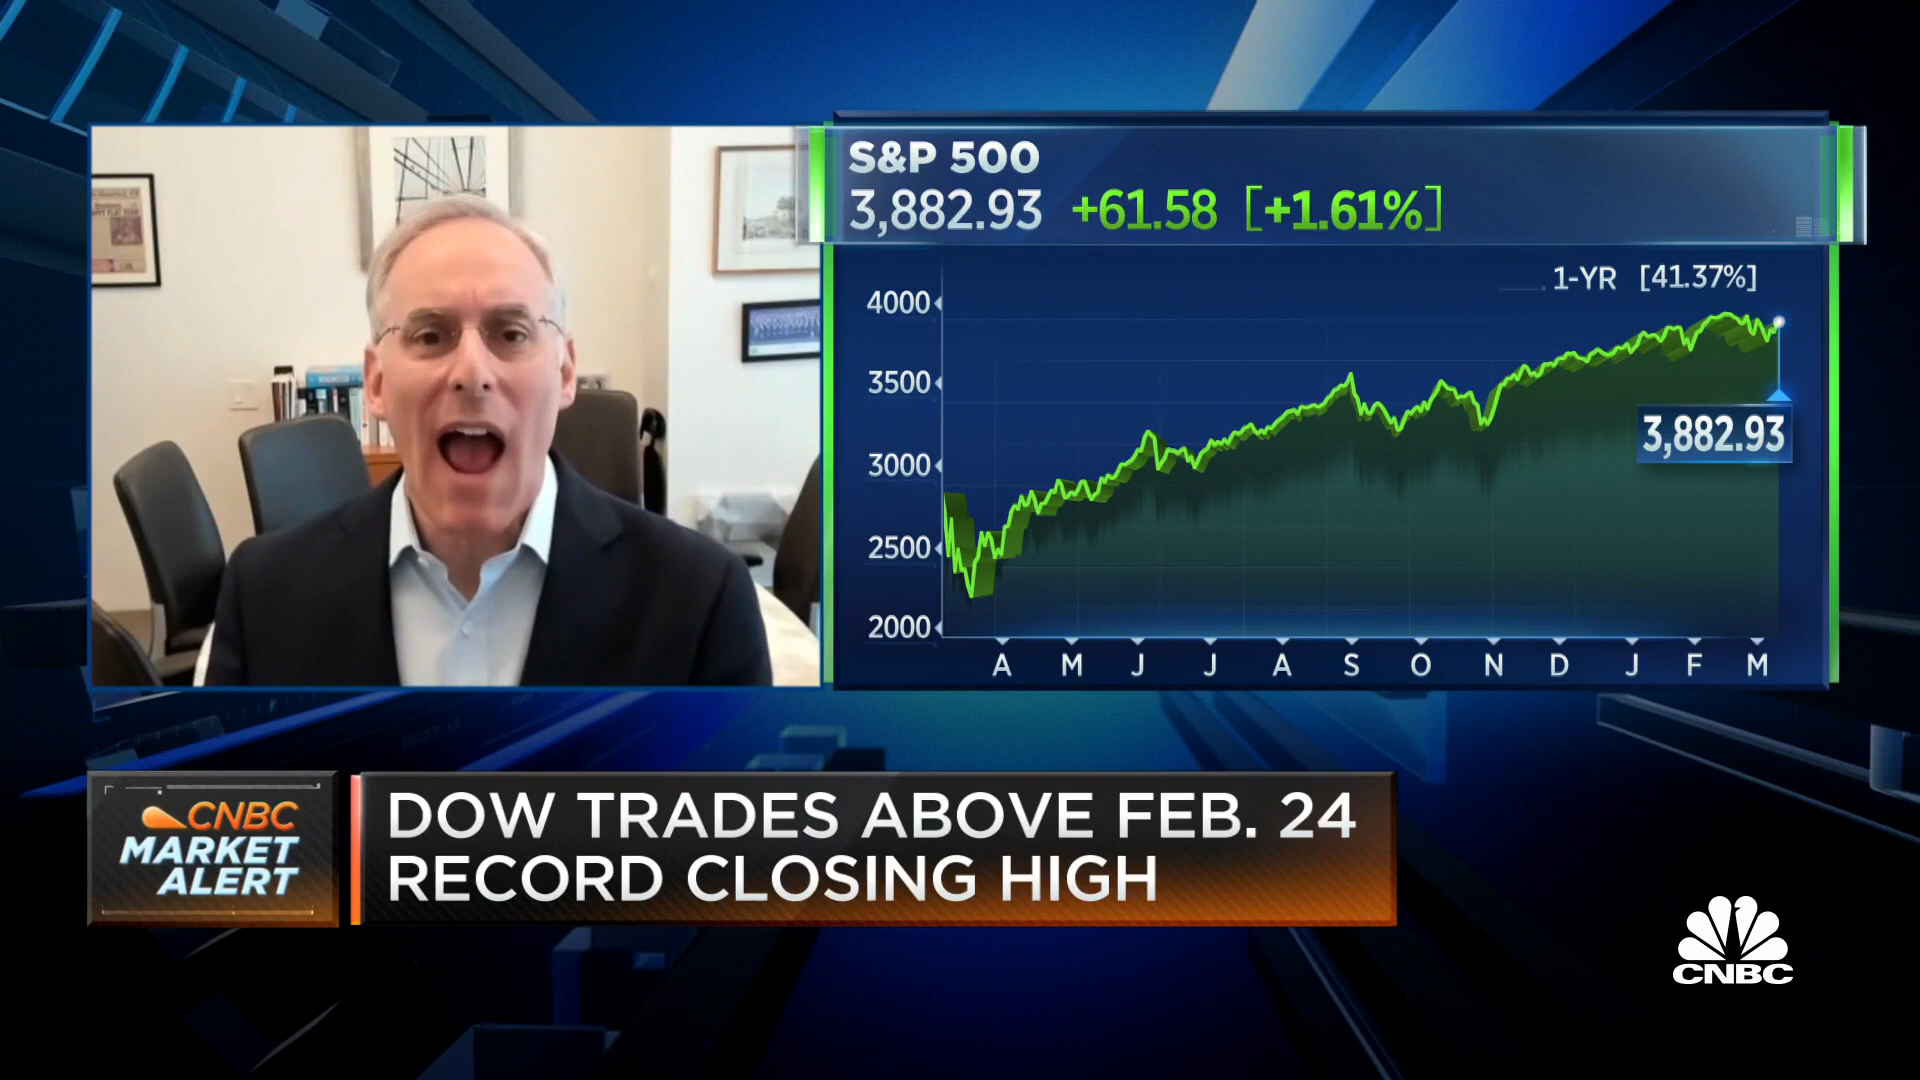 S&P 500
3,882.93 +61.58 [+1.61%]
1-YR [41.37%]
4000
3500
3000
2500
2000
3,882.93
A M J J A S O N D J F M
CNBC
MARKET
ALERT
DOW TRADES ABOVE FEB. 24
RECORD CLOSING HIGH
CNBC